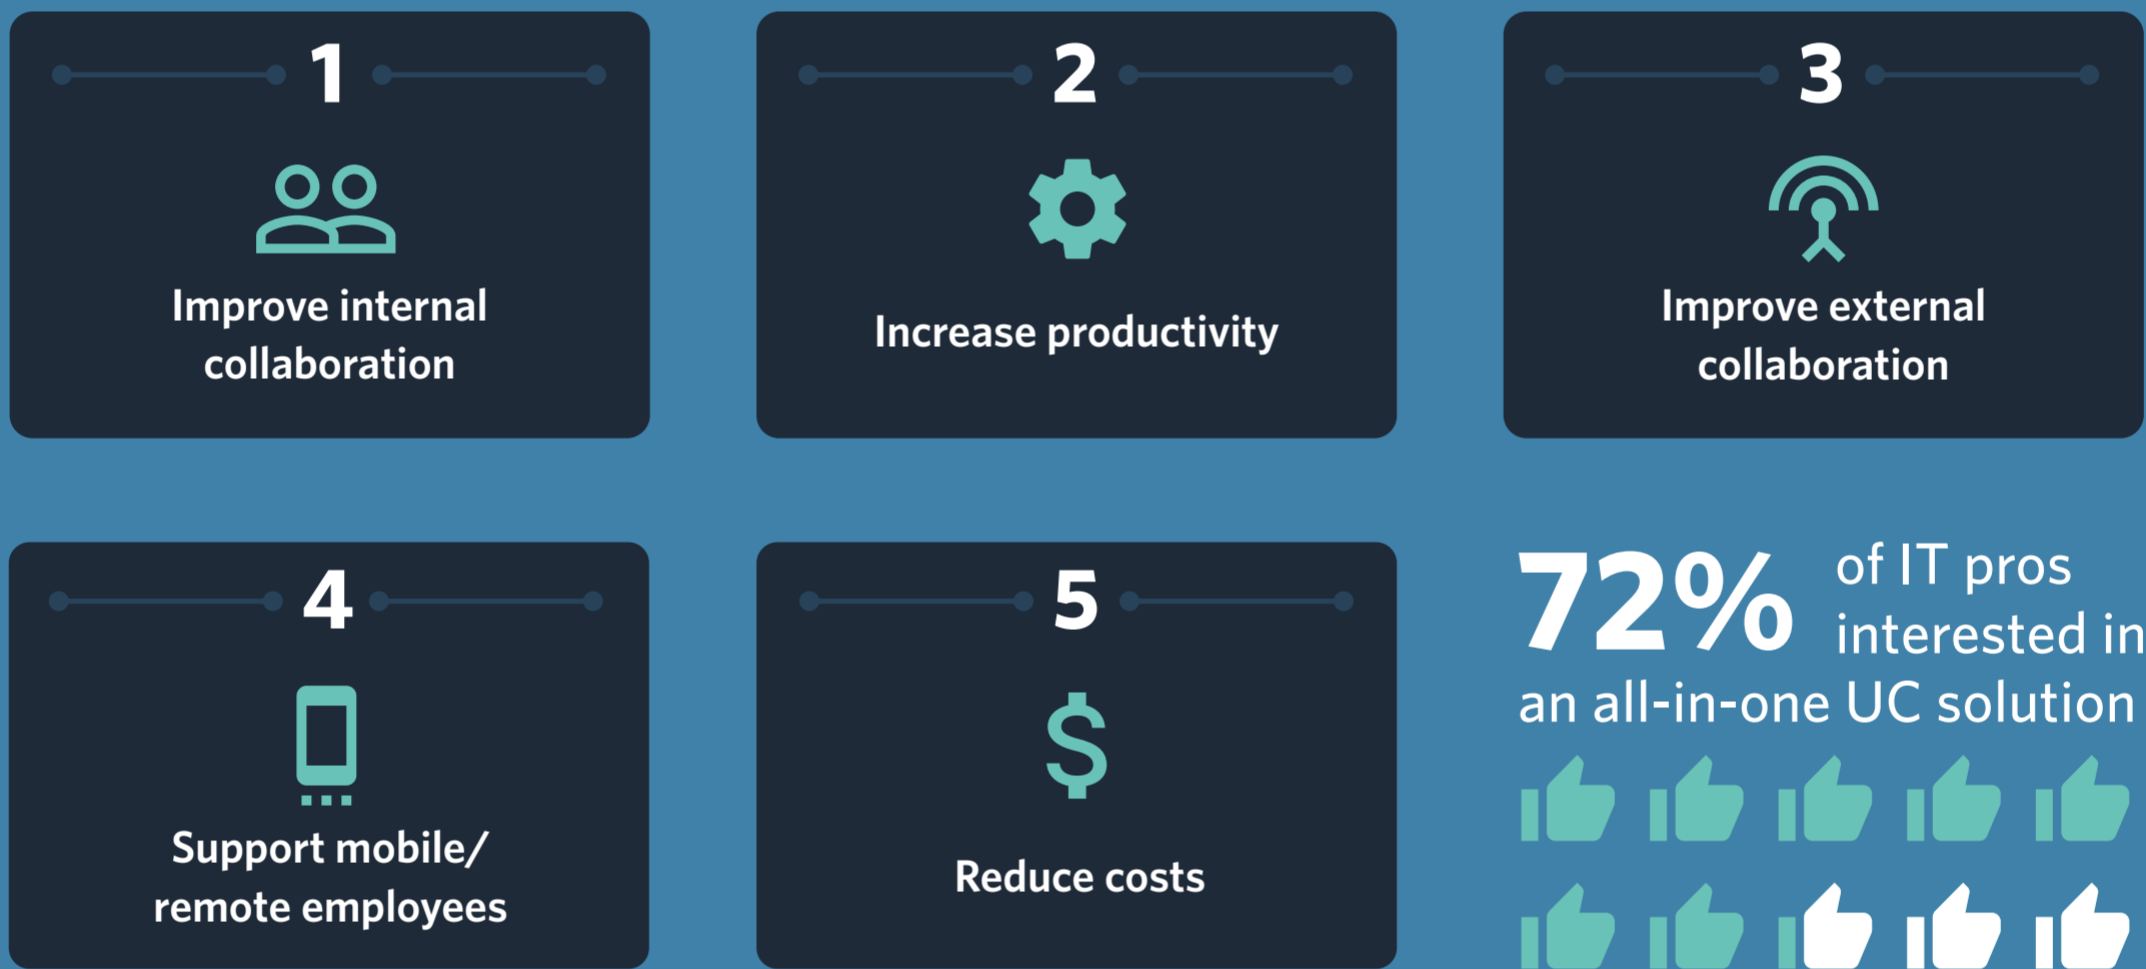 1
Improve internal
collaboration
2
Increase productivity
3
Improve external
collaboration
4
Support mobile/
remote employees
5
Reduce costs
72% of IT pros
interested in
an all-in-one UC solution